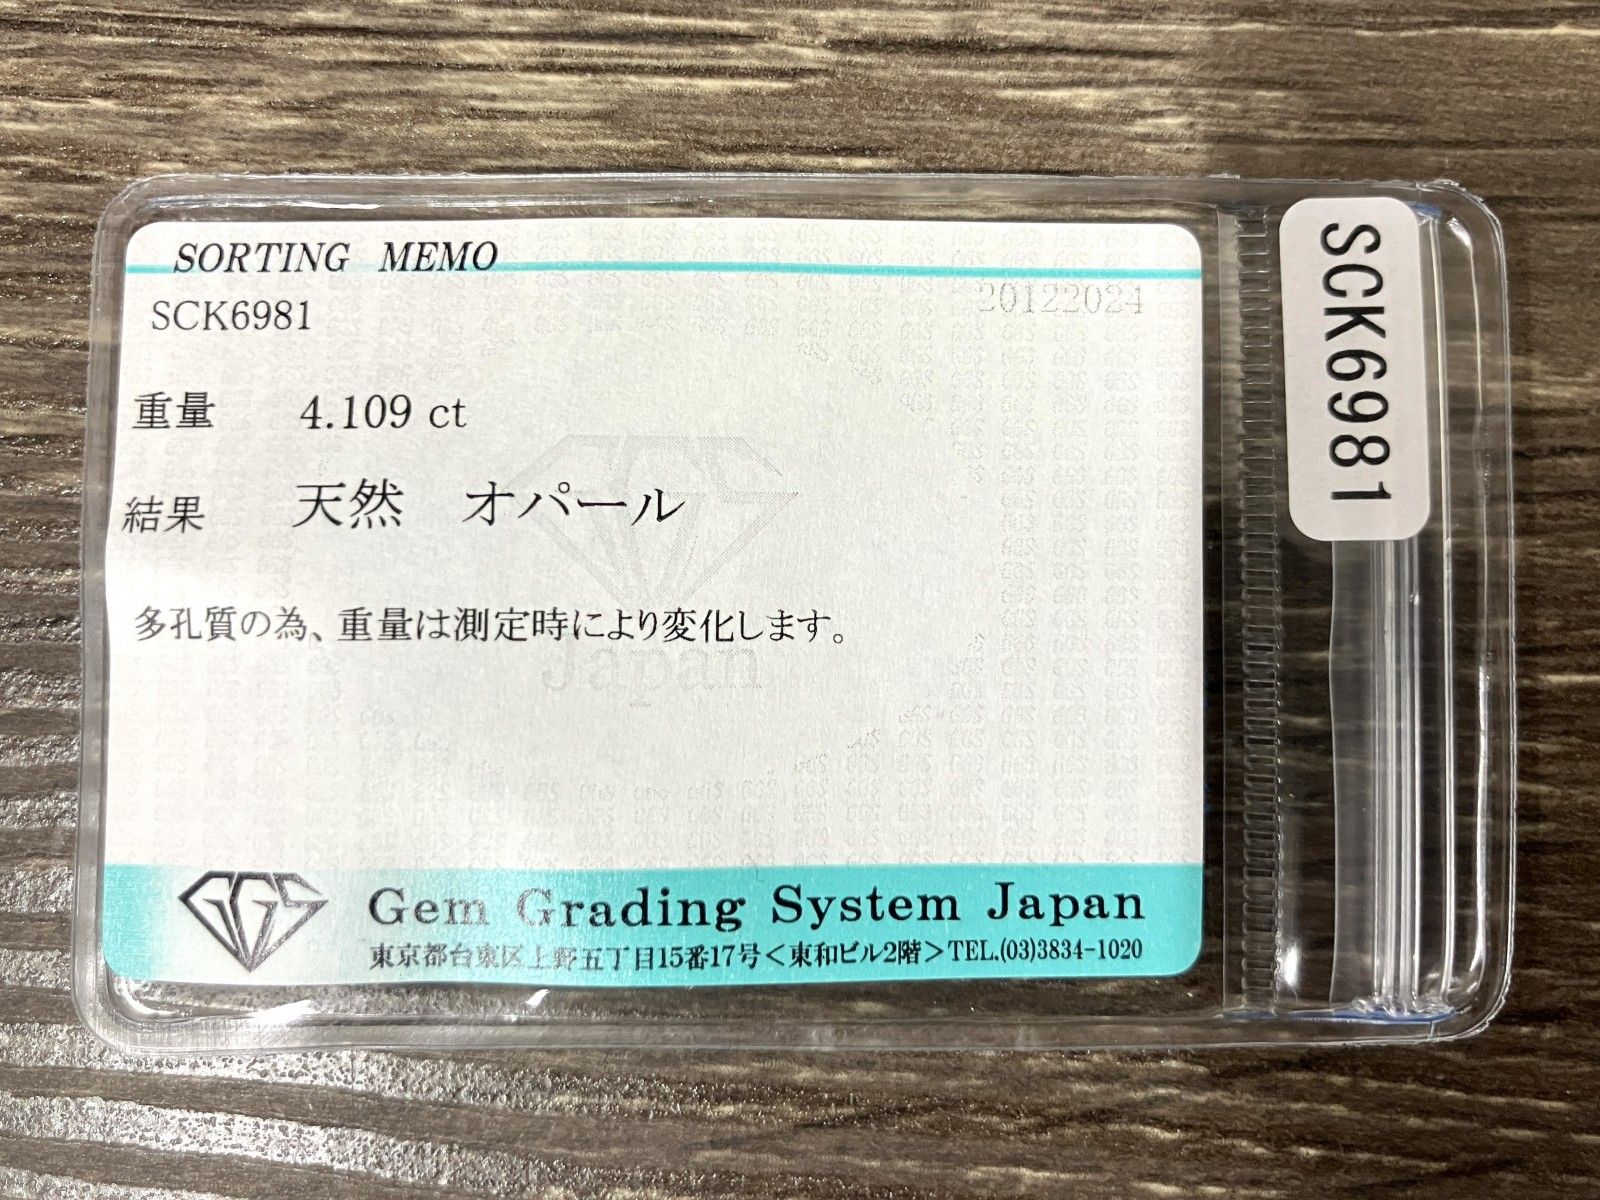 SORTING MEMO
SCK6981
20122024
重量 4.109 ct
結果 天然 オパール
多孔質の為、重量は測定時により変化します。
GGS
Japan
GGS
Gem Grading System Japan
東京都台東区上野五丁目15番17号＜東和ビル2階＞TEL.(03)3834-1020
SCK6981